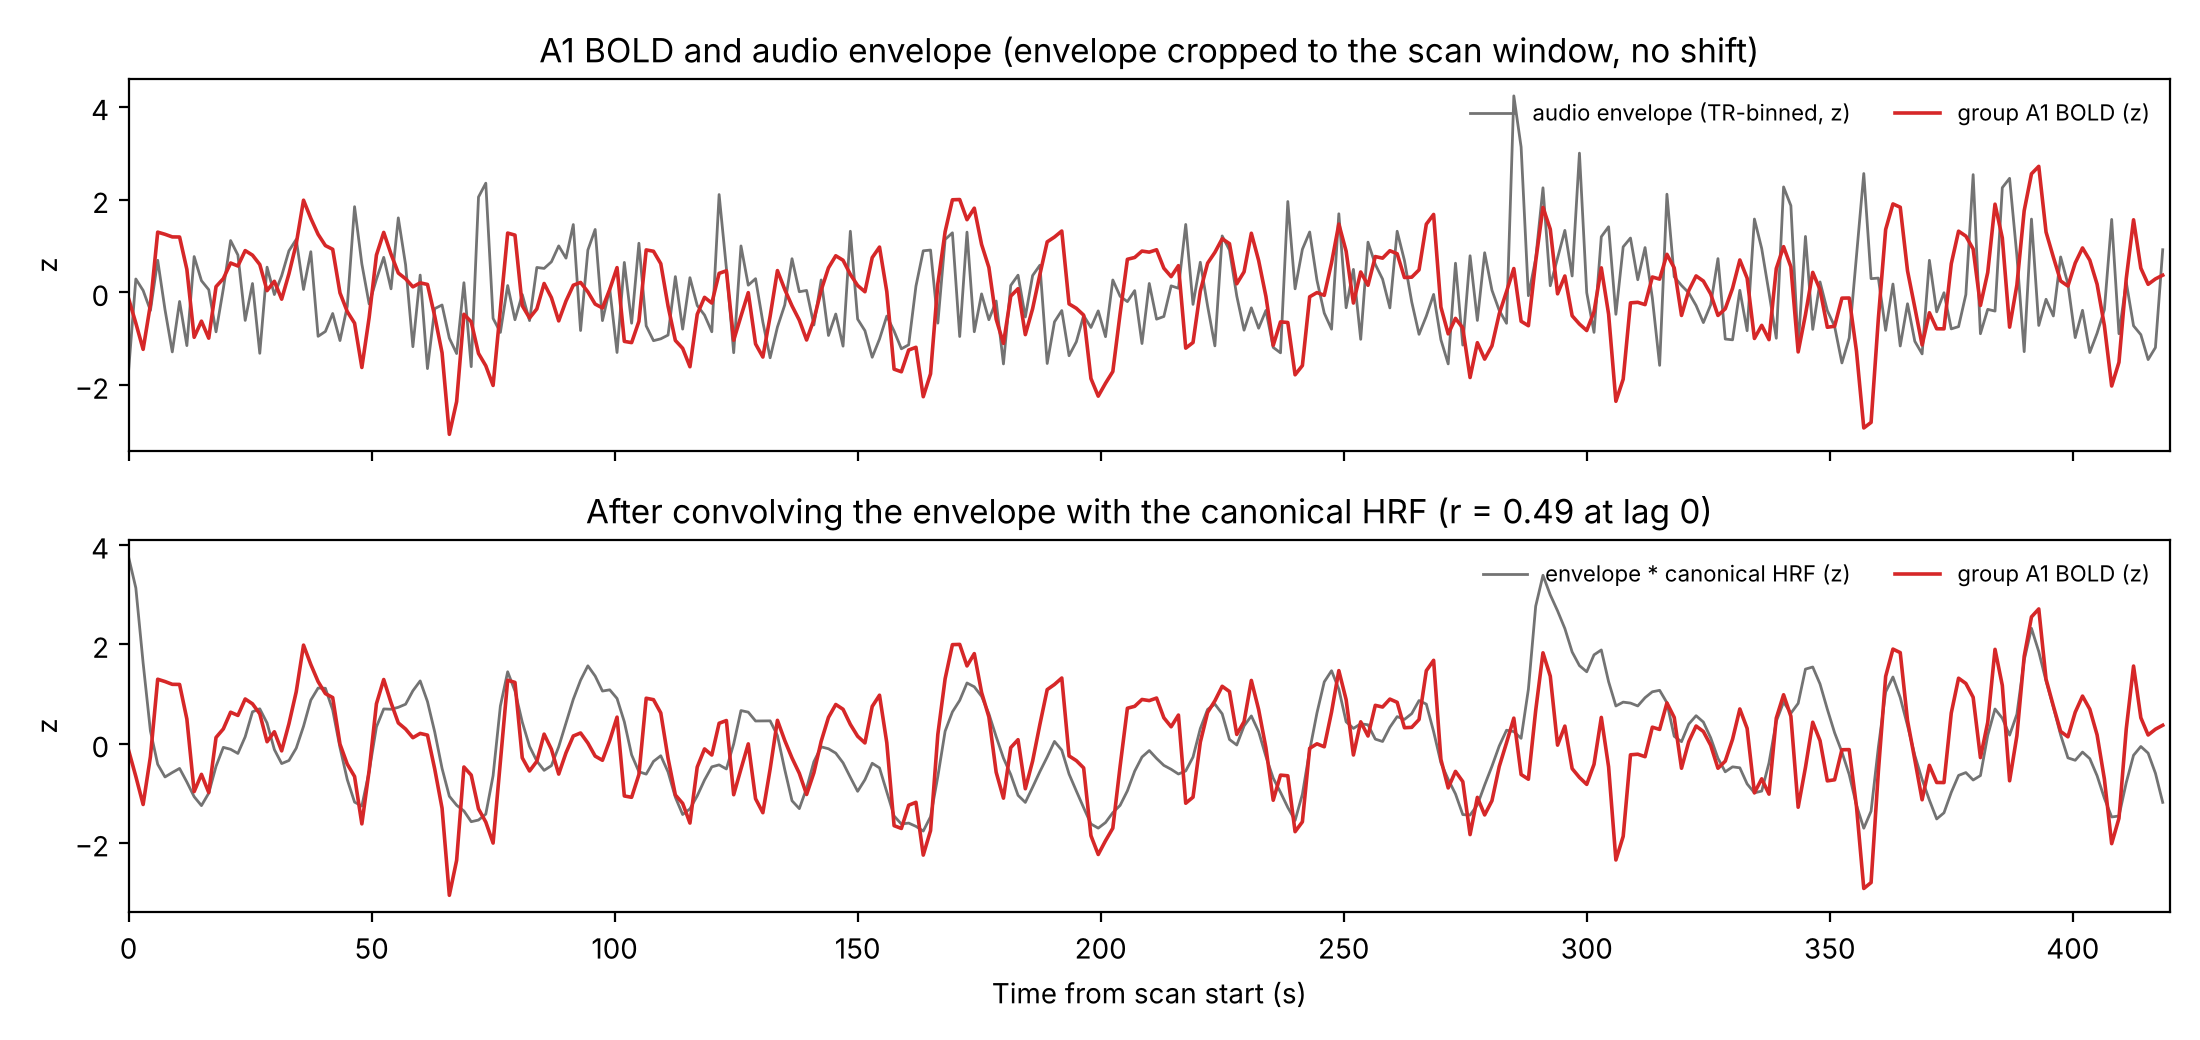 A1 BOLD and audio envelope (envelope cropped to the scan window, no shift)
audio envelope (TR-binned, z)
group A1 BOLD (z)
4
2
0
−2
z
After convolving the envelope with the canonical HRF (r = 0.49 at lag 0)
envelope * canonical HRF (z)
group A1 BOLD (z)
4
2
0
−2
z
0 50 100 150 200 250 300 350 400
Time from scan start (s)